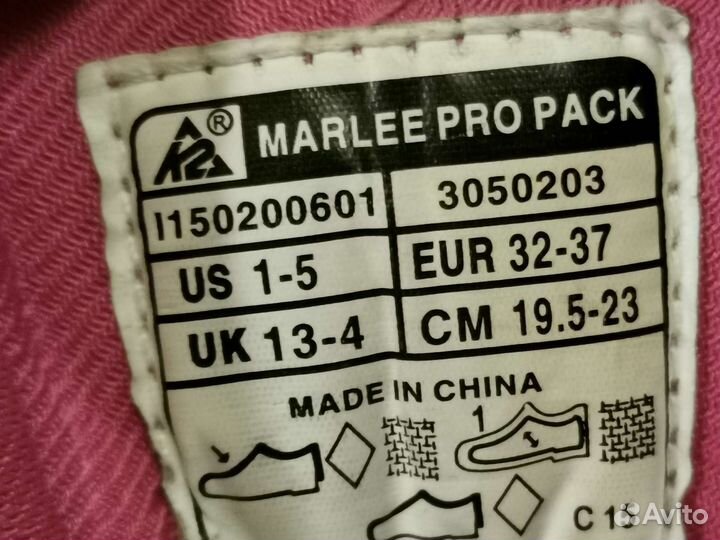 K2® MARLEE PRO PACK
I150200601 3050203
US 1-5 EUR 32-37
UK 13-4 CM 19.5-23
MADE IN CHINA
1
C
Avito